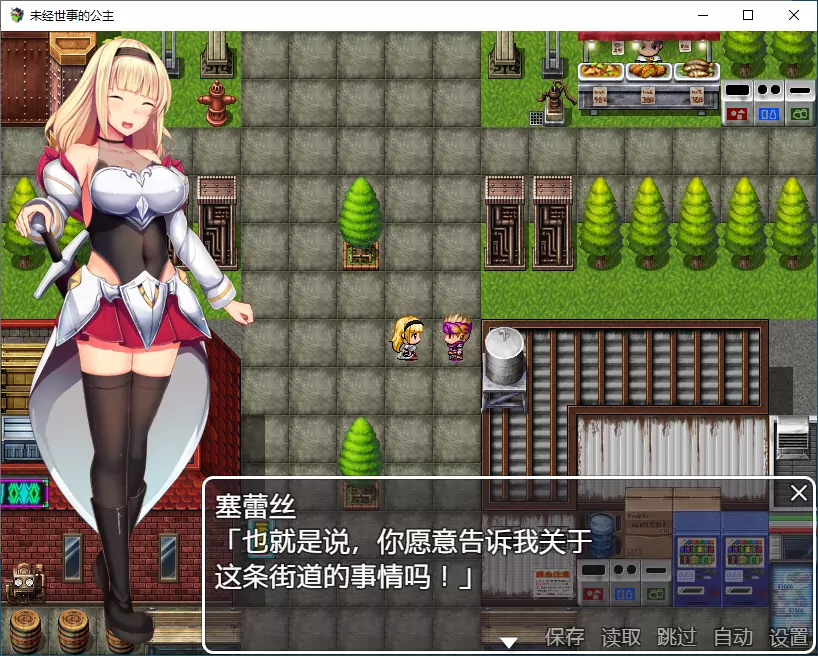 未经世事的公主
塞蕾丝
「也就是说，你愿意告诉我关于
这条街道的事情吗！」
保存 读取 跳过 自动 设置